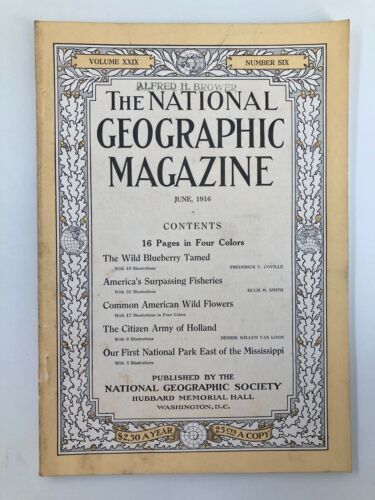 VOLUME XXIX
NUMBER SIX
ALFRED H. BROWER
THE NATIONAL
GEOGRAPHIC
MAGAZINE
JUNE, 1916
CONTENTS
16 Pages in Four Colors
The Wild Blueberry Tamed
With 16 Illustrations FREDERICK V. COVILLE
America's Surpassing Fisheries
HUGH M. SMITH
Common American Wild Flowers
With 17 Illustrations in Four Colors
The Citizen Army of Holland
With 9 Illustrations HENDRIK WILLEM VAN LOON
Our First National Park East of the Mississippi
With 5 Illustrations
PUBLISHED BY THE
NATIONAL GEOGRAPHIC SOCIETY
HUBBARD MEMORIAL HALL
WASHINGTON, D.C.
$2.50 A YEAR
25 CTS A COPY